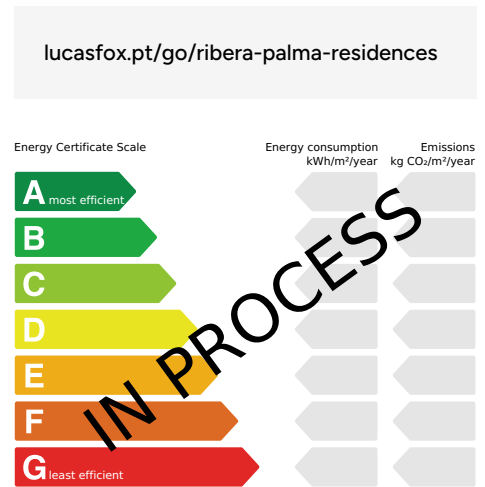 lucasfox.pt/go/ribera-palma-residences
Energy Certificate Scale
Energy consumption
kWh/m²/year
Emissions
kg CO₂/m²/year
A most efficient
B
C
D
E
F
G least efficient
IN PROCESS